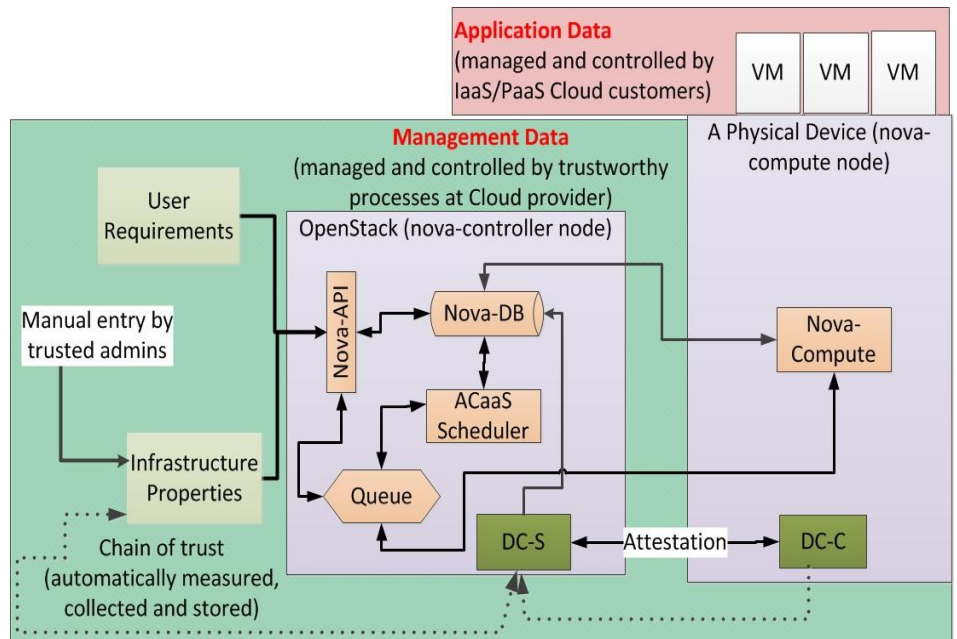 Application Data
(managed and controlled by
IaaS/PaaS Cloud customers)
VM
VM
VM
Management Data
(managed and controlled by trustworthy
processes at Cloud provider)
A Physical Device (nova-
compute node)
User
Requirements
OpenStack (nova-controller node)
Manual entry by
trusted admins
Nova-API
Nova-DB
Nova-
Compute
ACaaS
Scheduler
Infrastructure
Properties
Queue
Chain of trust
(automatically measured,
collected and stored)
DC-S
Attestation
DC-C